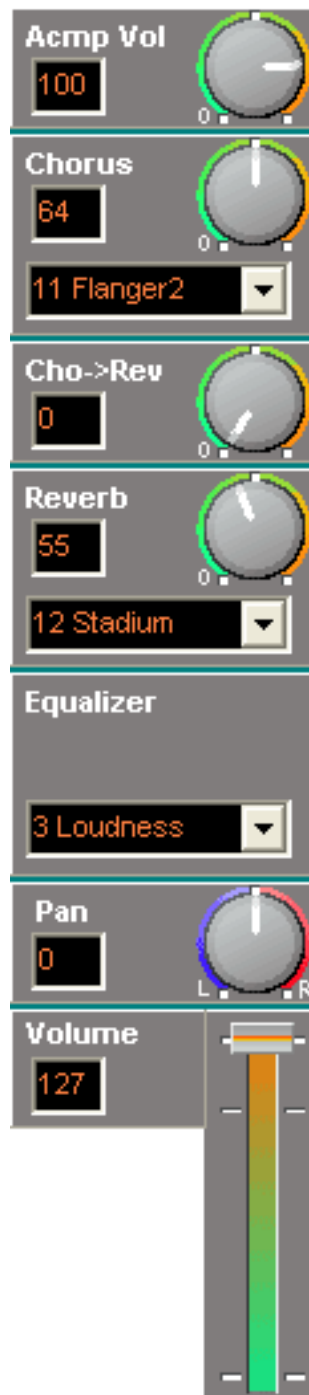 Acmp Vol
100
0
Chorus
64
0
11 Flanger2
Cho->Rev
0
0
Reverb
55
0
12 Stadium
Equalizer
3 Loudness
Pan
0
L R
Volume
127